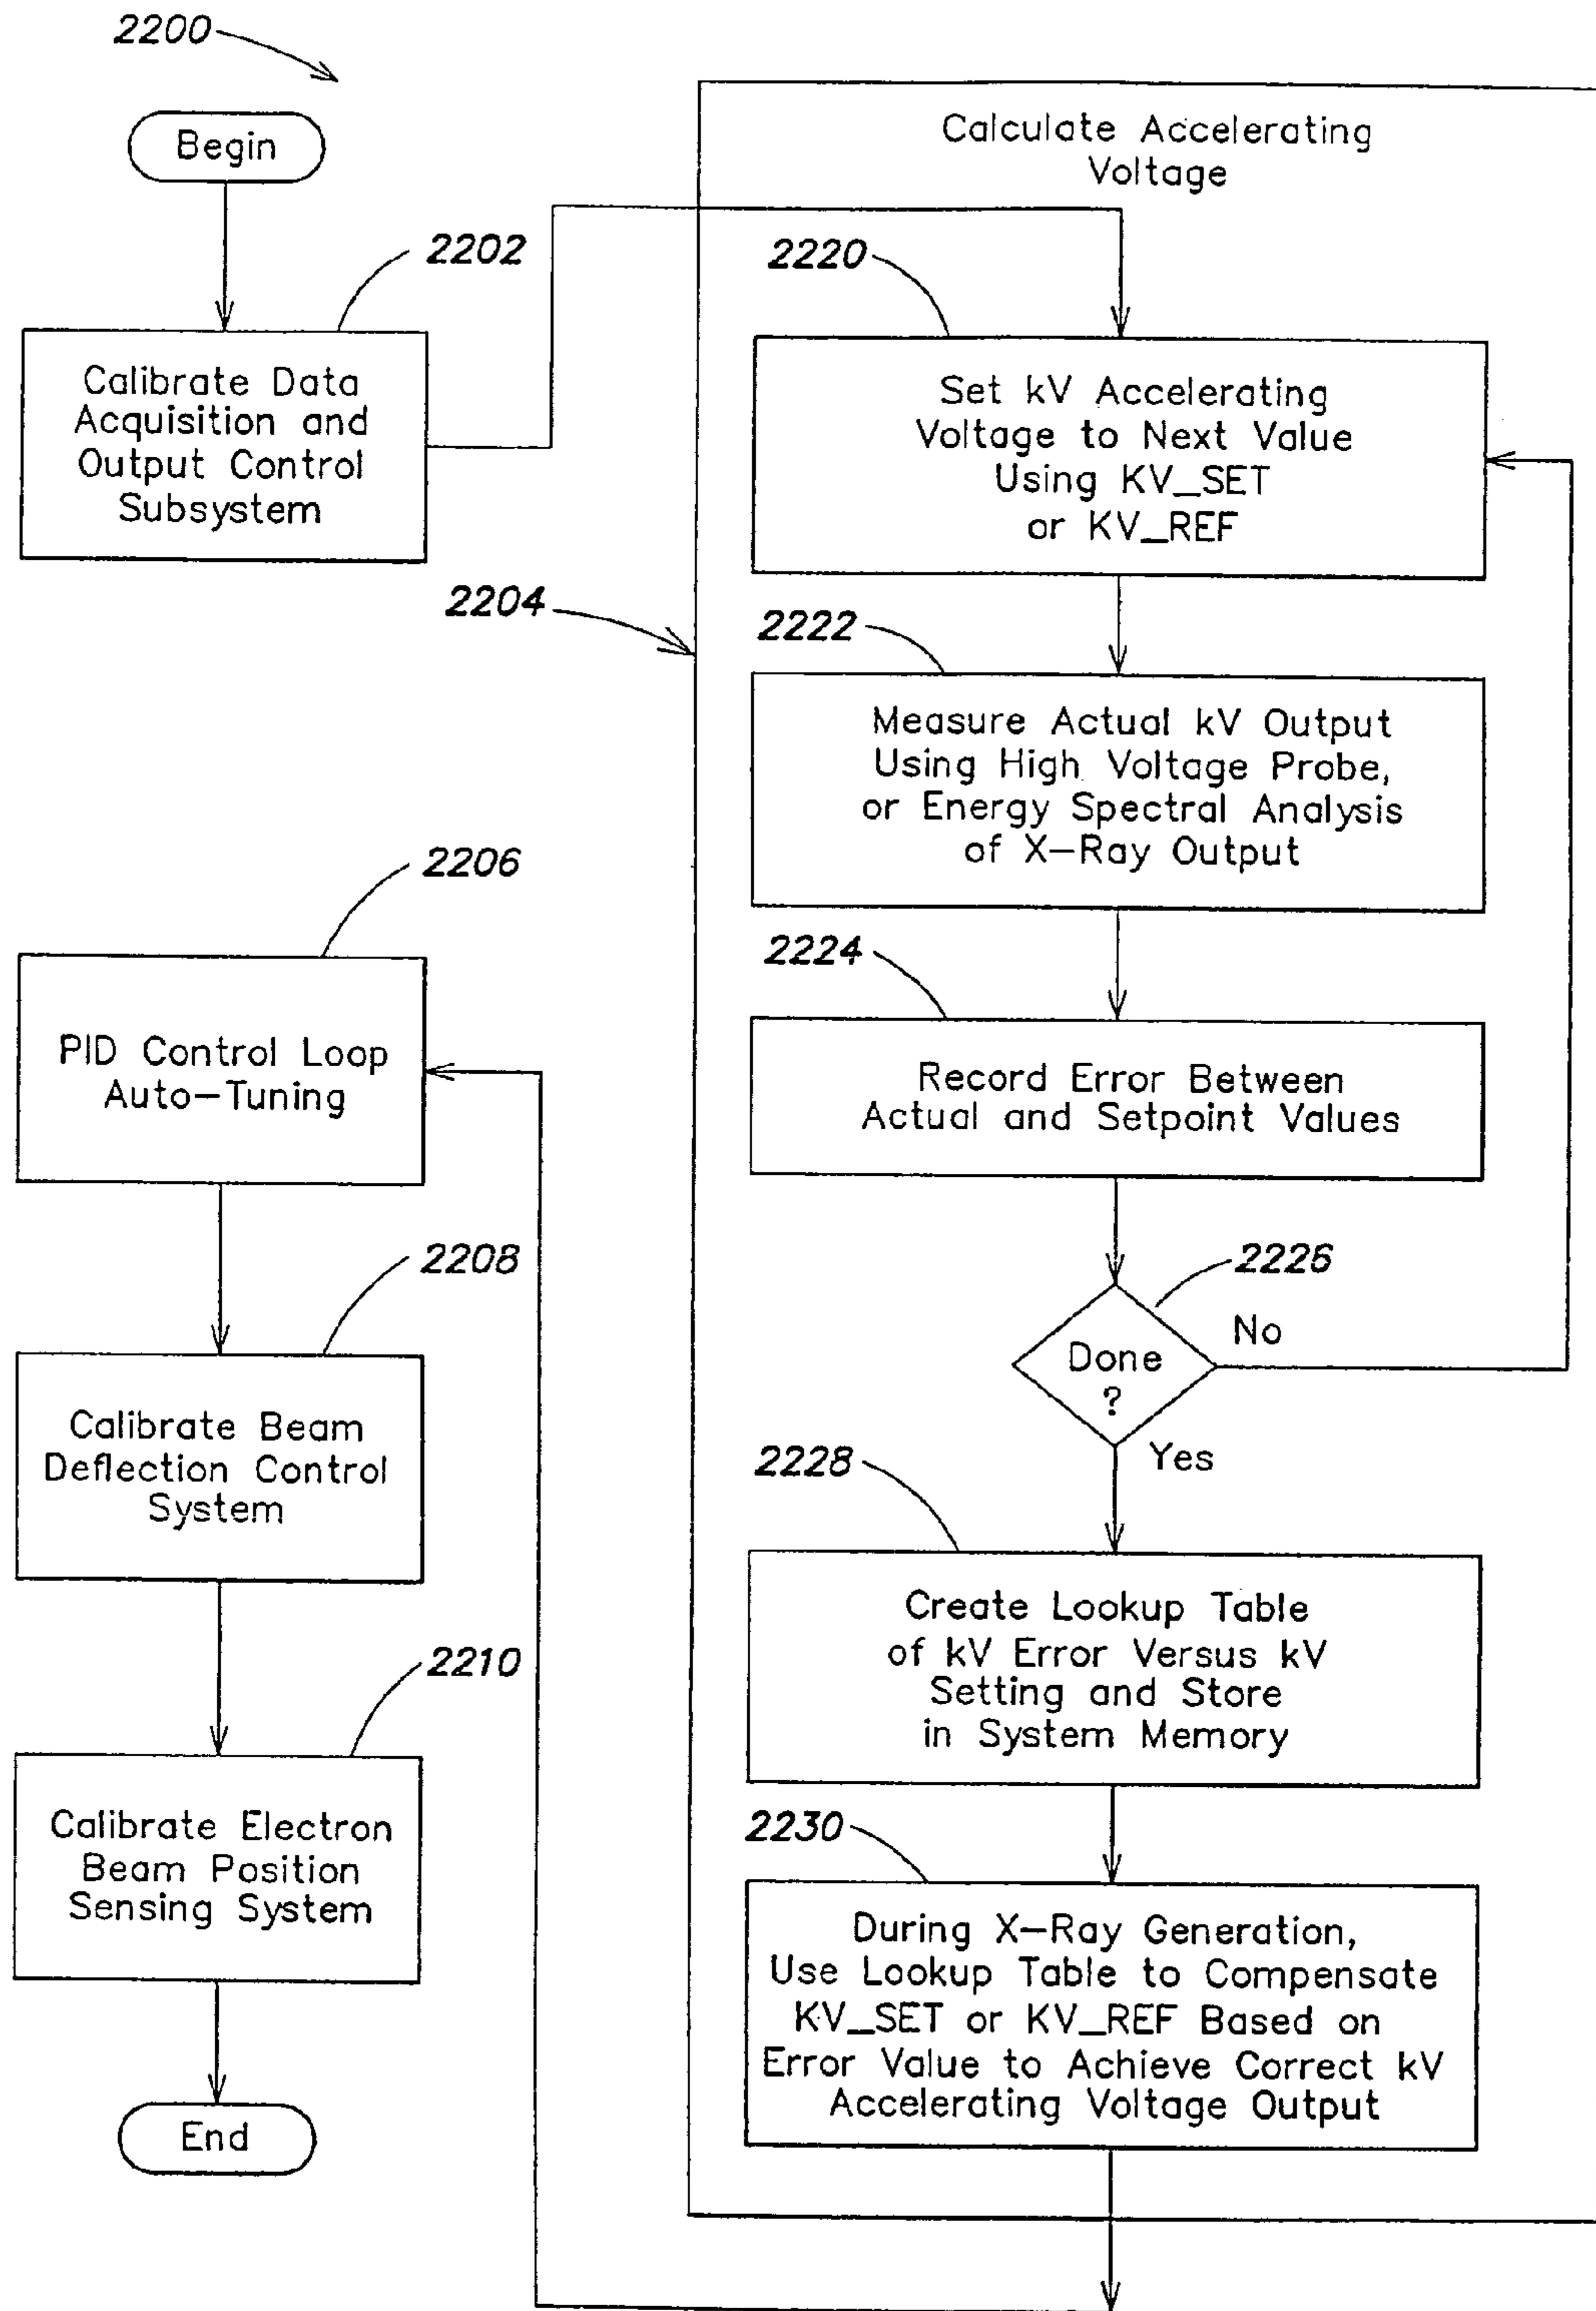 2200
Begin
2202
Calibrate Data
Acquisition and
Output Control
Subsystem
2204
Calculate Accelerating
Voltage
2220
Set kV Accelerating
Voltage to Next Value
Using KV_SET
or KV_REF
2222
Measure Actual kV Output
Using High Voltage Probe,
or Energy Spectral Analysis
of X-Ray Output
2224
Record Error Between
Actual and Setpoint Values
2226
Done
?
No
Yes
2228
Create Lookup Table
of kV Error Versus kV
Setting and Store
in System Memory
2230
During X-Ray Generation,
Use Lookup Table to Compensate
KV_SET or KV_REF Based on
Error Value to Achieve Correct kV
Accelerating Voltage Output
2206
PID Control Loop
Auto-Tuning
2208
Calibrate Beam
Deflection Control
System
2210
Calibrate Electron
Beam Position
Sensing System
End